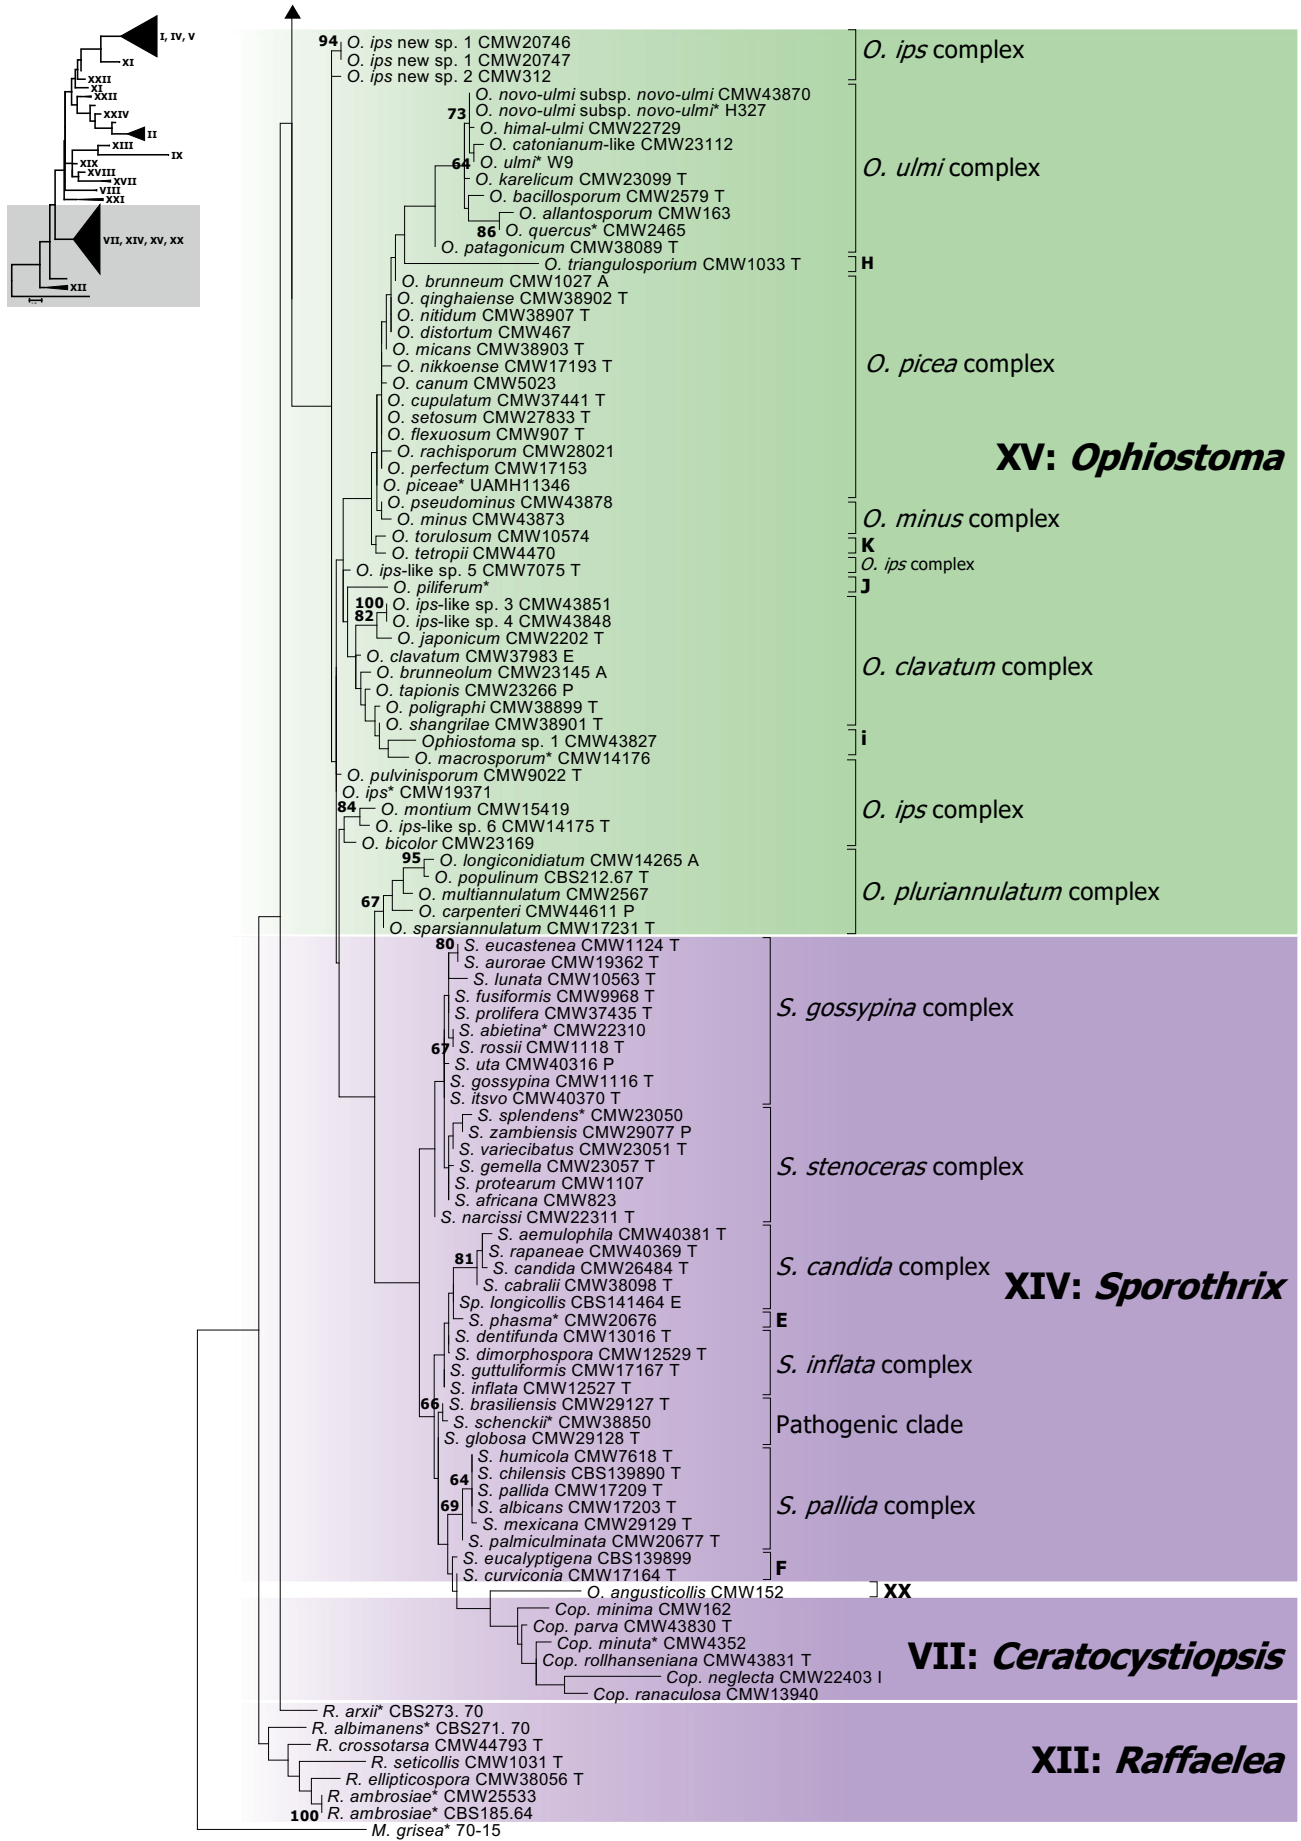 I, IV, V
XI
XXII
XI
XXII
XXIV
II
XIII
IX
XIX
XVIII
XVII
VIII
XXI
VII, XIV, XV, XX
XII
94
O. ips new sp. 1 CMW20746
O. ips new sp. 1 CMW20747
O. ips new sp. 2 CMW312
O. ips complex
O. novo-ulmi subsp. novo-ulmi CMW43870
73
O. novo-ulmi subsp. novo-ulmi* H327
O. himal-ulmi CMW22729
O. catonianum-like CMW23112
64
O. ulmi* W9
O. karelicum CMW23099 T
O. bacillosporum CMW2579 T
O. allantosporum CMW163
86
O. quercus* CMW2465
O. patagonicum CMW38089 T
O. ulmi complex
O. triangulosporium CMW1033 T
H
O. brunneum CMW1027 A
O. qinghaiense CMW38902 T
O. nitidum CMW38907 T
O. distortum CMW467
O. micans CMW38903 T
O. nikkoense CMW17193 T
O. canum CMW5023
O. cupulatum CMW37441 T
O. setosum CMW27833 T
O. flexuosum CMW907 T
O. rachisporum CMW28021
O. perfectum CMW17153
O. piceae* UAMH11346
O. picea complex
XV: Ophiostoma
O. pseudominus CMW43878
O. minus CMW43873
O. minus complex
O. torulosum CMW10574
O. tetropii CMW4470
K
O. ips-like sp. 5 CMW7075 T
O. ips complex
O. piliferum*
J
100
O. ips-like sp. 3 CMW43851
82
O. ips-like sp. 4 CMW43848
O. japonicum CMW2202 T
O. clavatum CMW37983 E
O. brunneolum CMW23145 A
O. tapionis CMW23266 P
O. poligraphi CMW38899 T
O. shangrilae CMW38901 T
O. clavatum complex
Ophiostoma sp. 1 CMW43827
O. macrosporum* CMW14176
i
O. pulvinisporum CMW9022 T
O. ips* CMW19371
84
O. montium CMW15419
O. ips-like sp. 6 CMW14175 T
O. bicolor CMW23169
O. ips complex
95
O. longiconidiatum CMW14265 A
O. populinum CBS212.67 T
O. multiannulatum CMW2567
67
O. carpenteri CMW44611 P
O. sparsiannulatum CMW17231 T
O. pluriannulatum complex
80
S. eucastenea CMW1124 T
S. aurorae CMW19362 T
S. lunata CMW10563 T
S. fusiformis CMW9968 T
S. prolifera CMW37435 T
S. abietina* CMW22310
67
S. rossii CMW1118 T
S. uta CMW40316 P
S. gossypina CMW1116 T
S. itsvo CMW40370 T
S. gossypina complex
S. splendens* CMW23050
S. zambiensis CMW29077 P
S. variecibatus CMW23051 T
S. gemella CMW23057 T
S. protearum CMW1107
S. africana CMW823
S. narcissi CMW22311 T
S. stenoceras complex
S. aemulophila CMW40381 T
S. rapaneae CMW40369 T
81
S. candida CMW26484 T
S. cabralii CMW38098 T
Sp. longicollis CBS141464 E
S. candida complex
XIV: Sporothrix
S. phasma* CMW20676
E
S. dentifunda CMW13016 T
S. dimorphospora CMW12529 T
S. guttuliformis CMW17167 T
S. inflata CMW12527 T
S. inflata complex
66
S. brasiliensis CMW29127 T
S. schenckii* CMW38850
S. globosa CMW29128 T
Pathogenic clade
S. humicola CMW7618 T
S. chilensis CBS139890 T
64
S. pallida CMW17209 T
69
S. albicans CMW17203 T
S. mexicana CMW29129 T
S. palmiculminata CMW20677 T
S. pallida complex
S. eucalyptigena CBS139899
S. curviconia CMW17164 T
F
O. angusticollis CMW152
XX
Cop. minima CMW162
Cop. parva CMW43830 T
Cop. minuta* CMW4352
Cop. rollhanseniana CMW43831 T
Cop. neglecta CMW22403 I
Cop. ranaculosa CMW13940
VII: Ceratocystiopsis
R. arxii* CBS273. 70
R. albimanens* CBS271. 70
R. crossotarsa CMW44793 T
R. seticollis CMW1031 T
R. ellipticospora CMW38056 T
R. ambrosiae* CMW25533
100
R. ambrosiae* CBS185.64
XII: Raffaelea
M. grisea* 70-15